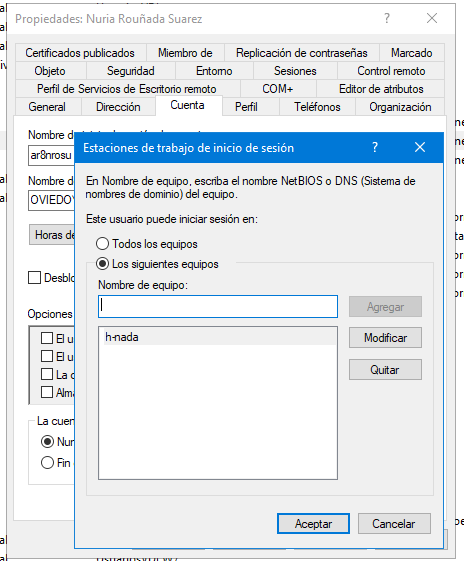 Propiedades: Nuria Rouñada Suarez
Certificados publicados Miembro de Replicación de contraseñas Marcado
Objeto Seguridad Entorno Sesiones Control remoto
Perfil de Servicios de Escritorio remoto COM+ Editor de atributos
General Dirección Cuenta Perfil Teléfonos Organización
Nombre de
ar8nrosu
Nombre d
OVIEDO
Horas de
Desblo
Opciones
El u
El u
La c
Alma
La cuent
Nun
Fin
Estaciones de trabajo de inicio de sesión
En Nombre de equipo, escriba el nombre NetBIOS o DNS (Sistema de
nombres de dominio) del equipo.
Este usuario puede iniciar sesión en:
Todos los equipos
Los siguientes equipos
Nombre de equipo:
Agregar
h-nada
Modificar
Quitar
Aceptar Cancelar